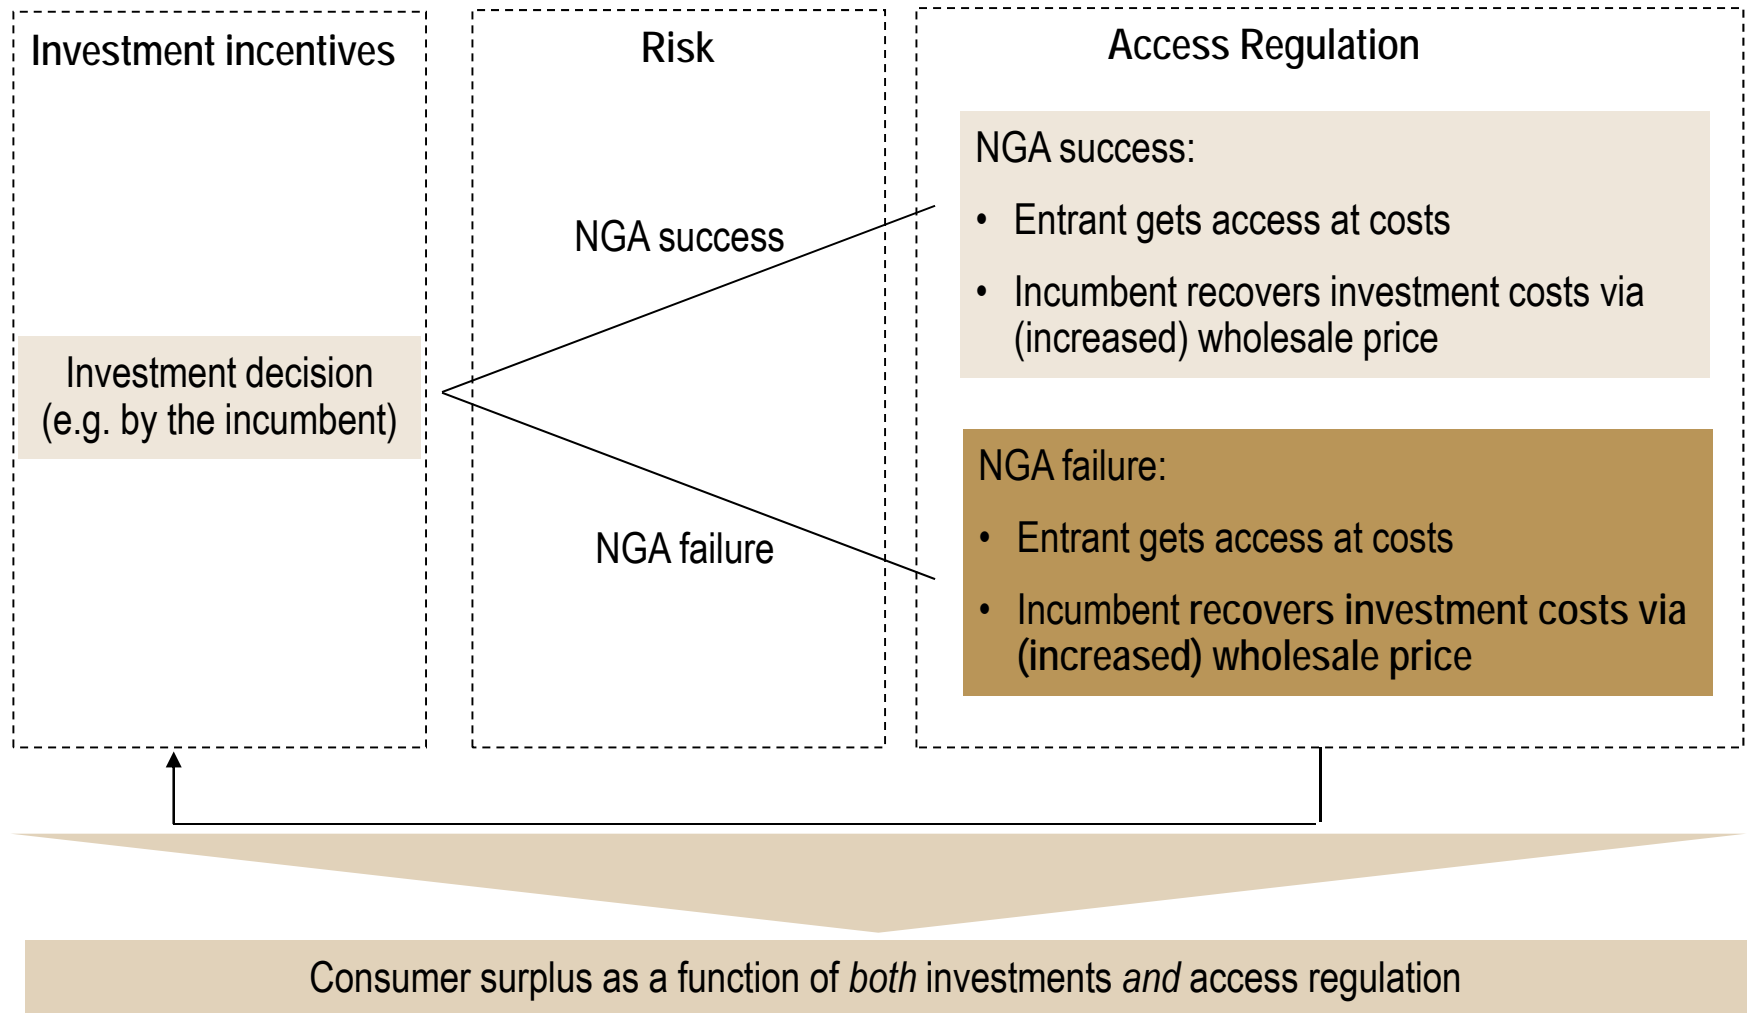 Investment incentives
Risk
Access Regulation
Investment decision
(e.g. by the incumbent)
NGA success
NGA failure
NGA success:
• Entrant gets access at costs
• Incumbent recovers investment costs via
(increased) wholesale price
NGA failure:
• Entrant gets access at costs
• Incumbent recovers investment costs via
(increased) wholesale price
Consumer surplus as a function of both investments and access regulation